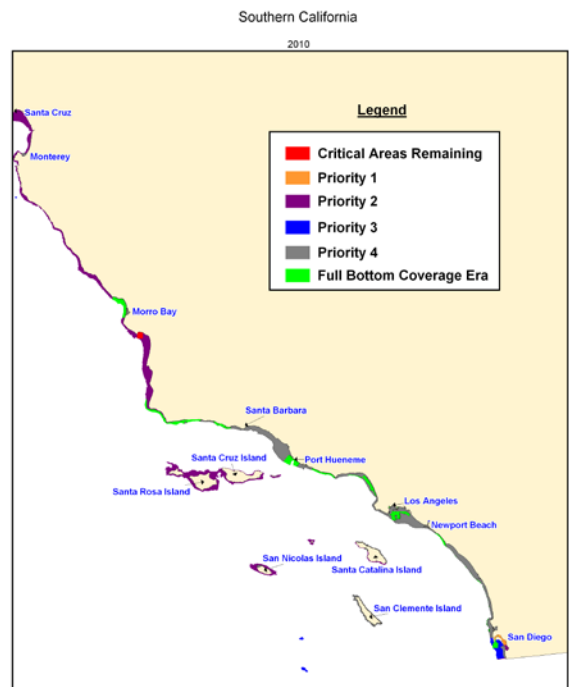 Southern California
2010
Legend
Critical Areas Remaining
Priority 1
Priority 2
Priority 3
Priority 4
Full Bottom Coverage Era
Santa Cruz
Monterey
Morro Bay
Santa Barbara
Santa Cruz Island
Port Hueneme
Santa Rosa Island
Los Angeles
Newport Beach
San Nicolas Island
Santa Catalina Island
San Clemente Island
San Diego